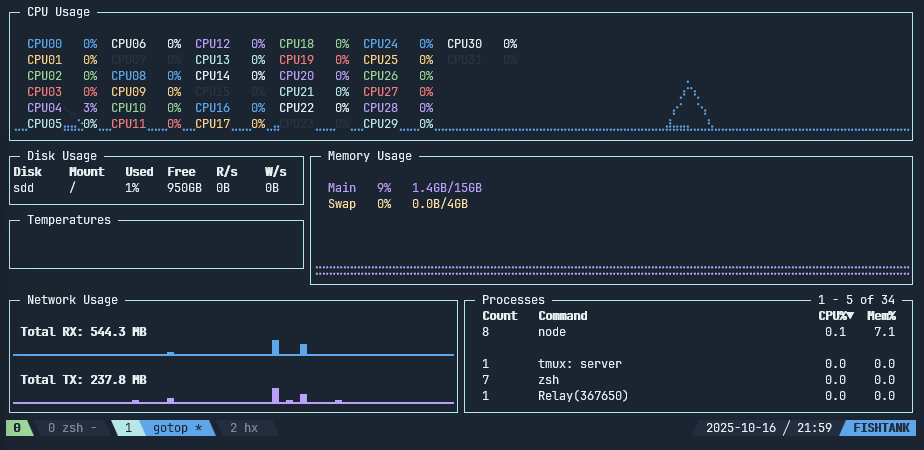 CPU Usage
CPU00 0% CPU06 0% CPU12 0% CPU18 0% CPU24 0% CPU30 0%
CPU01 0% CPU07 0% CPU13 0% CPU19 0% CPU25 0% CPU31 0%
CPU02 0% CPU08 0% CPU14 0% CPU20 0% CPU26 0%
CPU03 0% CPU09 0% CPU15 0% CPU21 0% CPU27 0%
CPU04 3% CPU10 0% CPU16 0% CPU22 0% CPU28 0%
CPU05 0% CPU11 0% CPU17 0% CPU23 0% CPU29 0%
Disk Usage
Disk Mount Used Free R/s W/s
sdd / 1% 950GB 0B 0B
Memory Usage
Main 9% 1.4GB/15GB
Swap 0% 0.0B/4GB
Temperatures
Network Usage
Total RX: 544.3 MB
Total TX: 237.8 MB
Processes 1 - 5 of 34
Count Command CPU%▼ Mem%
8 node 0.1 7.1
1 tmux: server 0.0 0.0
7 zsh 0.0 0.0
1 Relay(367650) 0.0 0.0
0 0 zsh - 1 gotop * 2 hx 2025-10-16 / 21:59 FISHTANK